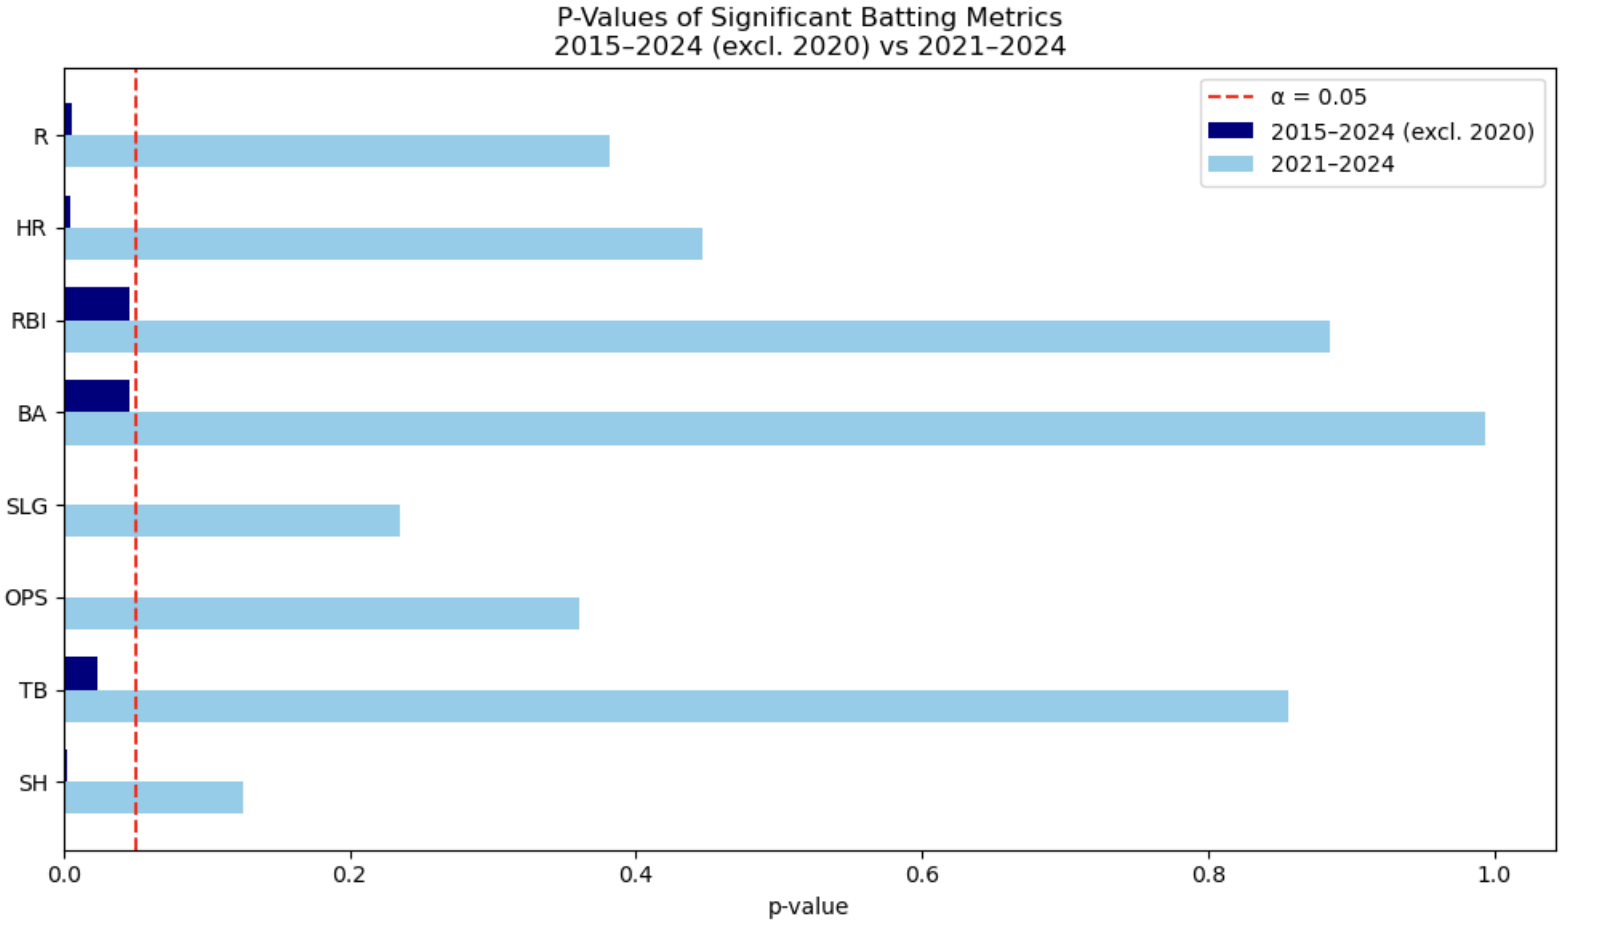 P-Values of Significant Batting Metrics
2015–2024 (excl. 2020) vs 2021–2024
α = 0.05
2015–2024 (excl. 2020)
2021–2024
R
HR
RBI
BA
SLG
OPS
TB
SH
0.0 0.2 0.4 0.6 0.8 1.0
p-value